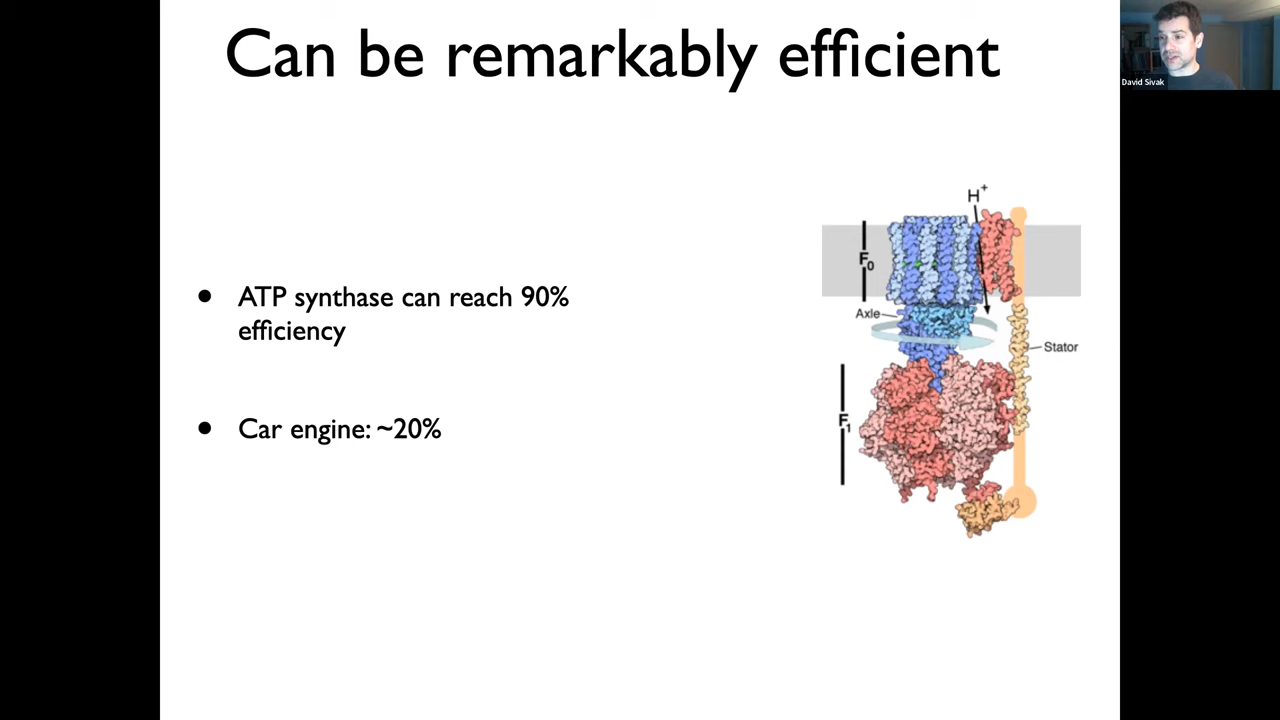 Can be remarkably efficient
David Sivak
H+
F0
Axle
ATP synthase can reach 90%
efficiency
Stator
F1
Car engine: ~20%